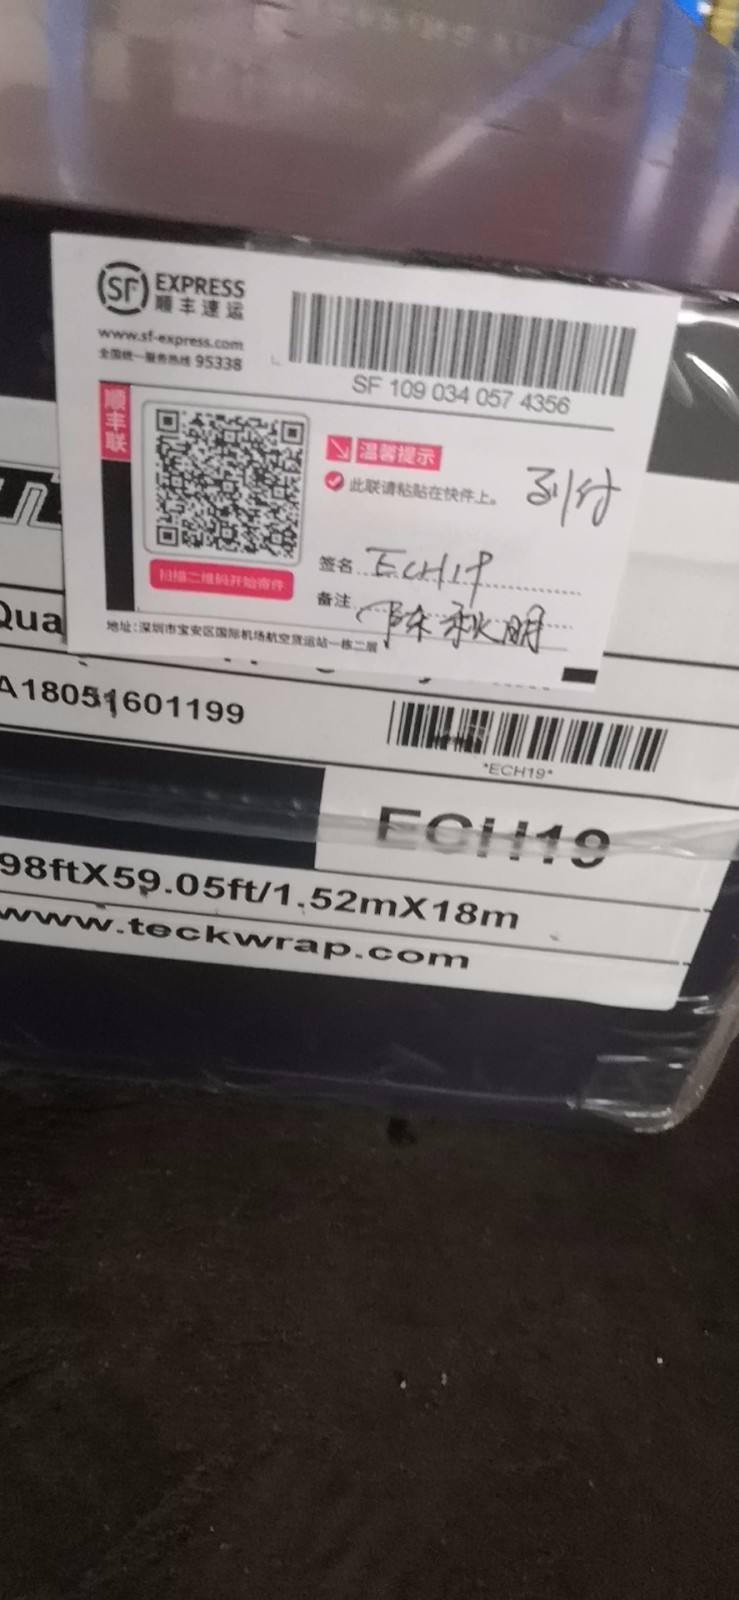 SF EXPRESS
顺丰速运
www.sf-express.com
全国统一服务热线 95338
SF 109 034 057 4356
顺丰联
温馨提示
此联请粘贴在快件上。
到付
签名 ECH19
备注 陈秋明
扫描二维码开始寄件
地址:深圳市宝安区国际机场航空货运站一栋二层
Qua
A18051601199
*ECH19*
ECH19
98ftX59.05ft/1.52mX18m
www.teckwrap.com